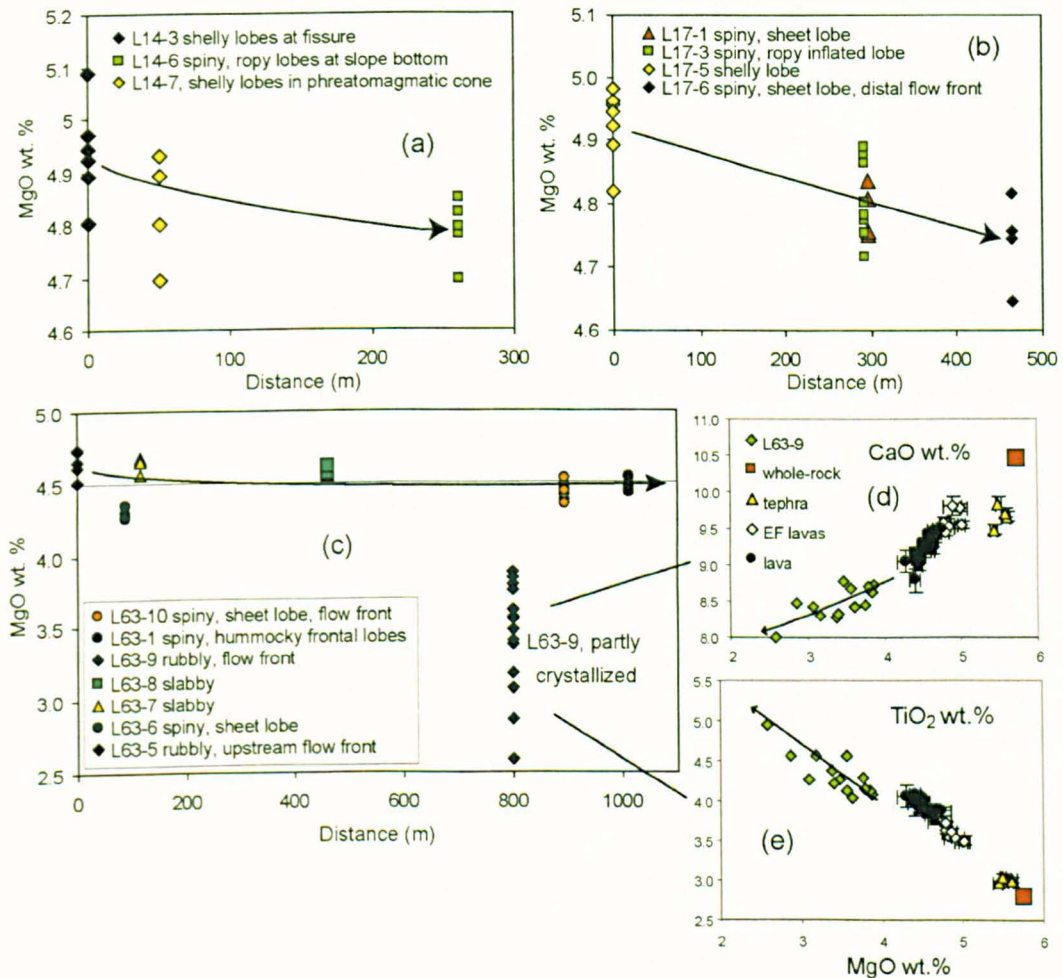 5.2
5.1
5
4.9
4.8
4.7
4.6
MgO wt. %
L14-3 shelly lobes at fissure
L14-6 spiny, ropy lobes at slope bottom
L14-7, shelly lobes in phreatomagmatic cone
(a)
0
100
200
300
Distance (m)
5.1
5.0
4.9
4.8
4.7
4.6
MgO wt. %
L17-1 spiny, sheet lobe
L17-3 spiny, ropy inflated lobe
L17-5 shelly lobe
L17-6 spiny, sheet lobe, distal flow front
(b)
0
100
200
300
400
500
Distance (m)
5.0
4.5
4.0
3.5
3.0
2.5
MgO wt. %
(c)
L63-10 spiny, sheet lobe, flow front
L63-1 spiny, hummocky frontal lobes
L63-9 rubbly, flow front
L63-8 slabby
L63-7 slabby
L63-6 spiny, sheet lobe
L63-5 rubbly, upstream flow front
L63-9, partly
crystallized
0
200
400
600
800
1000
Distance (m)
11.0
10.5
10.0
9.5
9.0
8.5
8.0
L63-9
whole-rock
tephra
EF lavas
lava
CaO wt.%
(d)
2
3
4
5
6
5.5
5.0
4.5
4.0
3.5
3.0
2.5
TiO2 wt.%
(e)
2
3
4
5
6
MgO wt.%